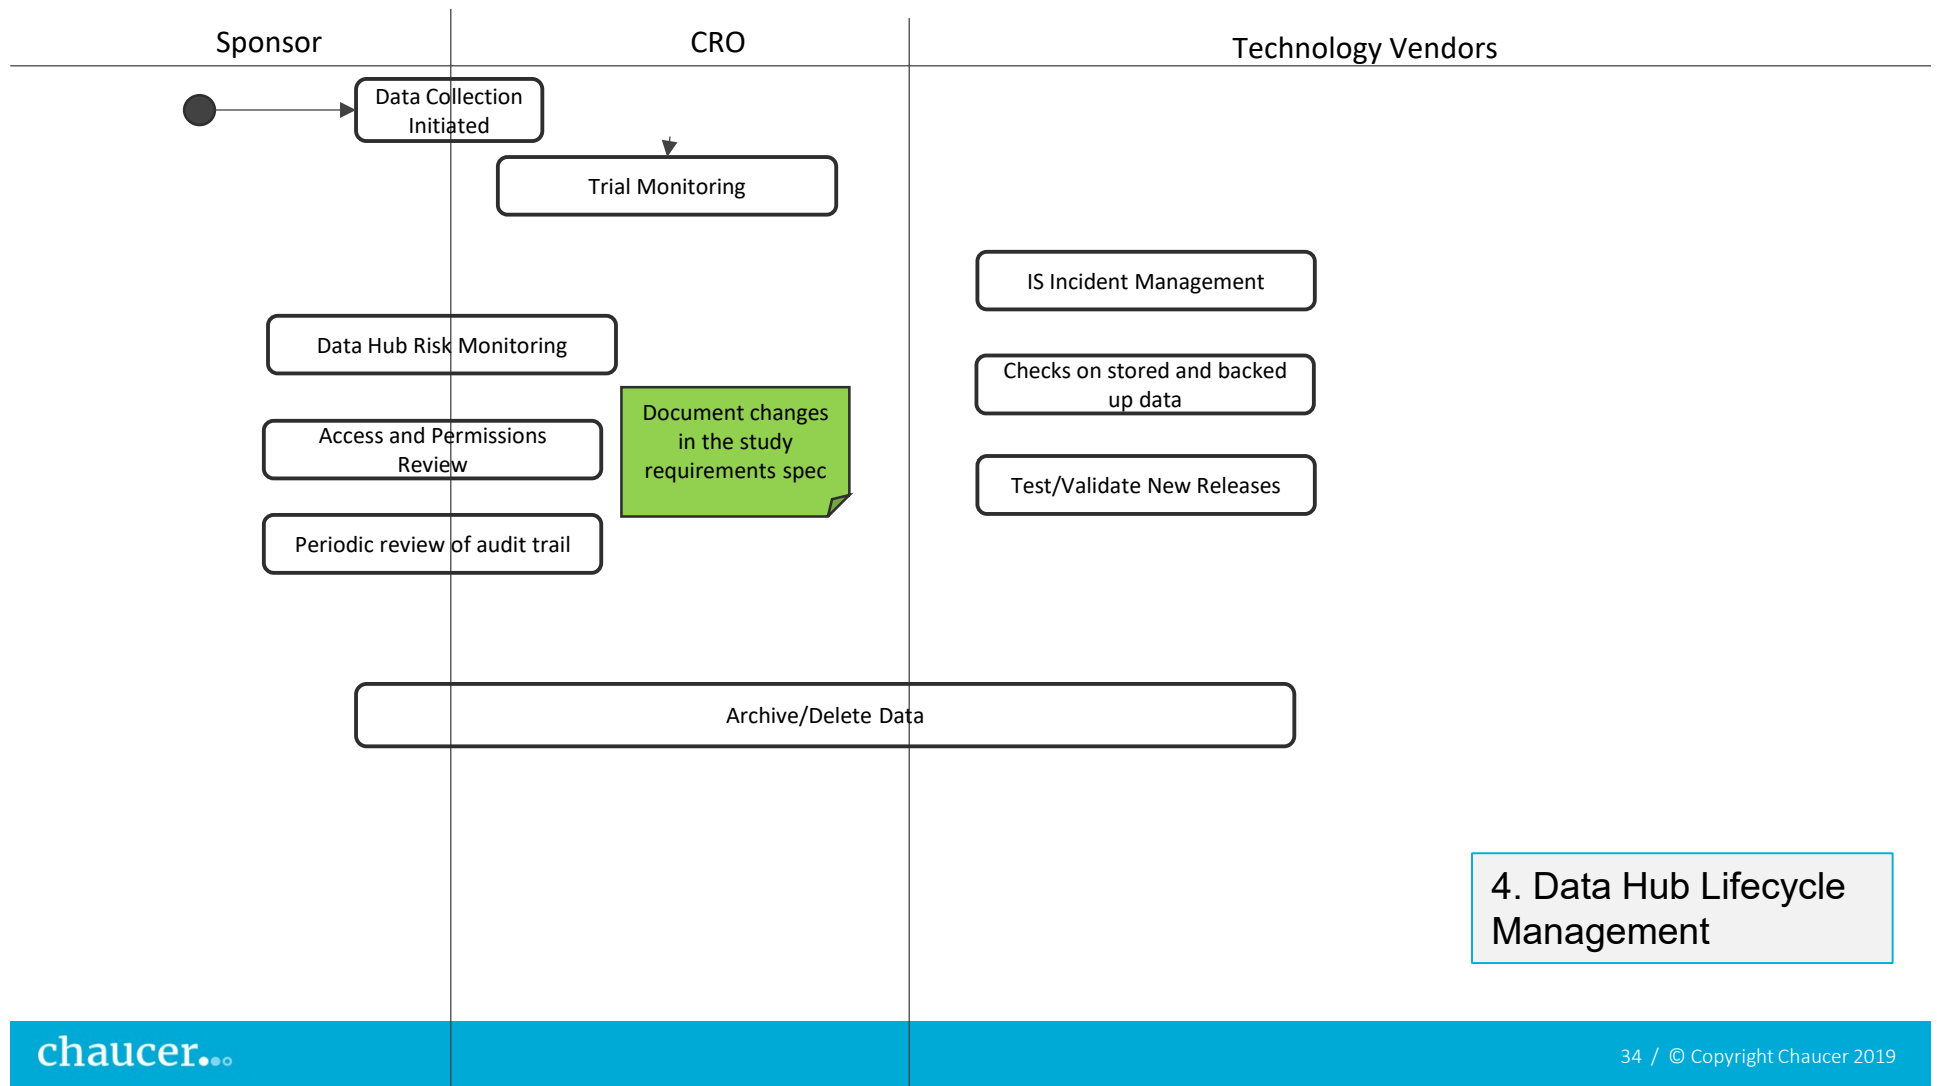 Sponsor
CRO
Technology Vendors
Data Collection
Initiated
Trial Monitoring
IS Incident Management
Data Hub Risk Monitoring
Checks on stored and backed
up data
Document changes
in the study
requirements spec
Access and Permissions
Review
Test/Validate New Releases
Periodic review of audit trail
Archive/Delete Data
4. Data Hub Lifecycle
Management
chaucer...
34 / © Copyright Chaucer 2019